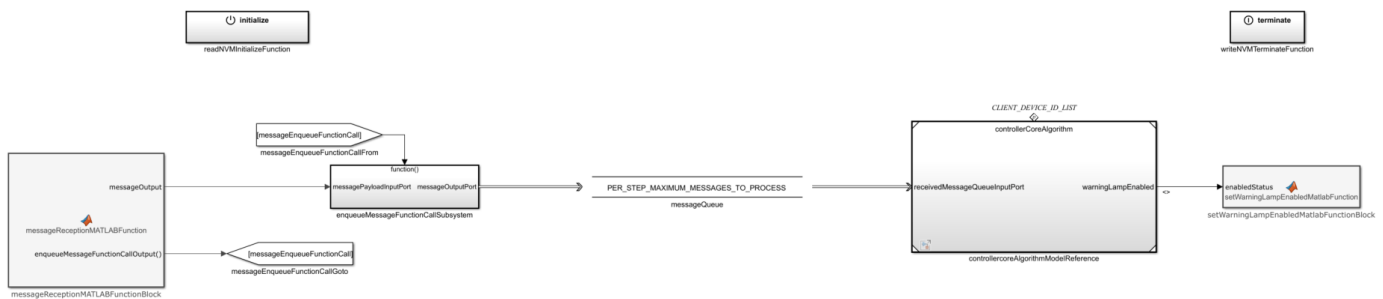 initialize
readNVMInitializeFunction
terminate
writeNVMTerminateFunction
[messageEnqueueFunctionCall]
messageEnqueueFunctionCallFrom
messageOutput
messageReceptionMATLABFunction
enqueueMessageFunctionCallOutput()
messageReceptionMATLABFunctionBlock
function()
messagePayloadInputPort messageOutputPort
enqueueMessageFunctionCallSubsystem
[messageEnqueueFunctionCall]
messageEnqueueFunctionCallGoto
PER_STEP_MAXIMUM_MESSAGES_TO_PROCESS
messageQueue
CLIENT_DEVICE_ID_LIST
controllerCoreAlgorithm
receivedMessageQueueInputPort warningLampEnabled
controllercoreAlgorithmModelReference
<>
enabledStatus
setWarningLampEnabledMatlabFunction
setWarningLampEnabledMatlabFunctionBlock